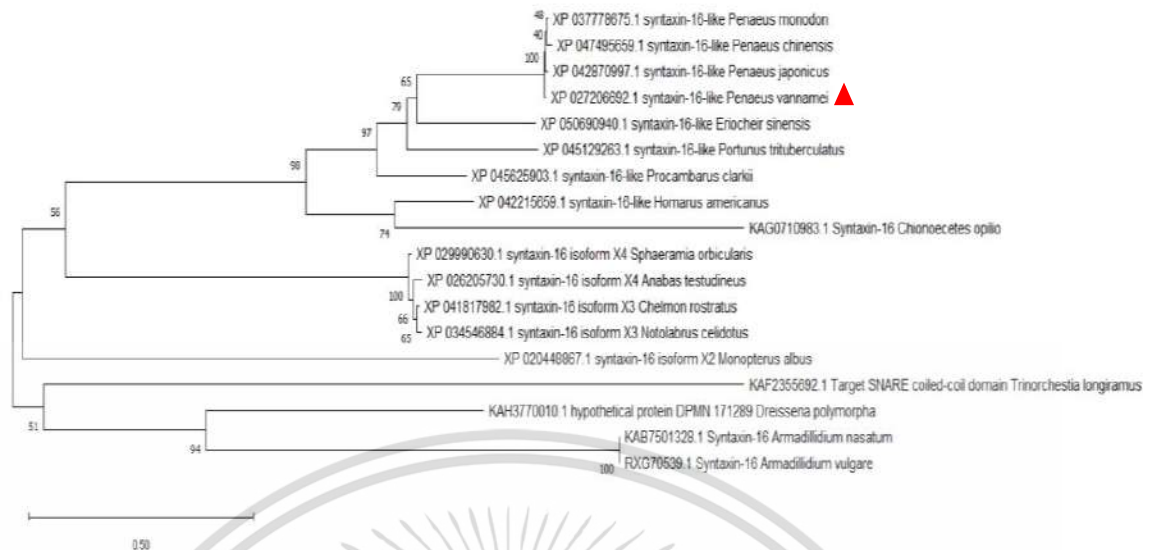 48
XP 037778675.1 syntaxin-16-like Penaeus monodon
40
XP 047495659.1 syntaxin-16-like Penaeus chinensis
100
XP 042870997.1 syntaxin-16-like Penaeus japonicus
65
XP 027206692.1 syntaxin-16-like Penaeus vannamei
79
XP 050690940.1 syntaxin-16-like Eriocheir sinensis
97
XP 045129263.1 syntaxin-16-like Portunus trituberculatus
98
XP 045625903.1 syntaxin-16-like Procambarus clarkii
XP 042215659.1 syntaxin-16-like Homarus americanus
56
74
KAG0710983.1 Syntaxin-16 Chionoecetes opilio
XP 029990630.1 syntaxin-16 isoform X4 Sphaeramia orbicularis
XP 026205730.1 syntaxin-16 isoform X4 Anabas testudineus
100
XP 041817982.1 syntaxin-16 isoform X3 Chelmon rostratus
66
XP 034546884.1 syntaxin-16 isoform X3 Notolabrus celidotus
65
XP 020448867.1 syntaxin-16 isoform X2 Monopterus albus
KAF2355692.1 Target SNARE coiled-coil domain Trinorchestia longiramus
51
KAH3770010.1 hypothetical protein DPMN 171289 Dreissena polymorpha
94
KAB7501328.1 Syntaxin-16 Armadillidium nasatum
100
RXG70539.1 Syntaxin-16 Armadillidium vulgare
0.50